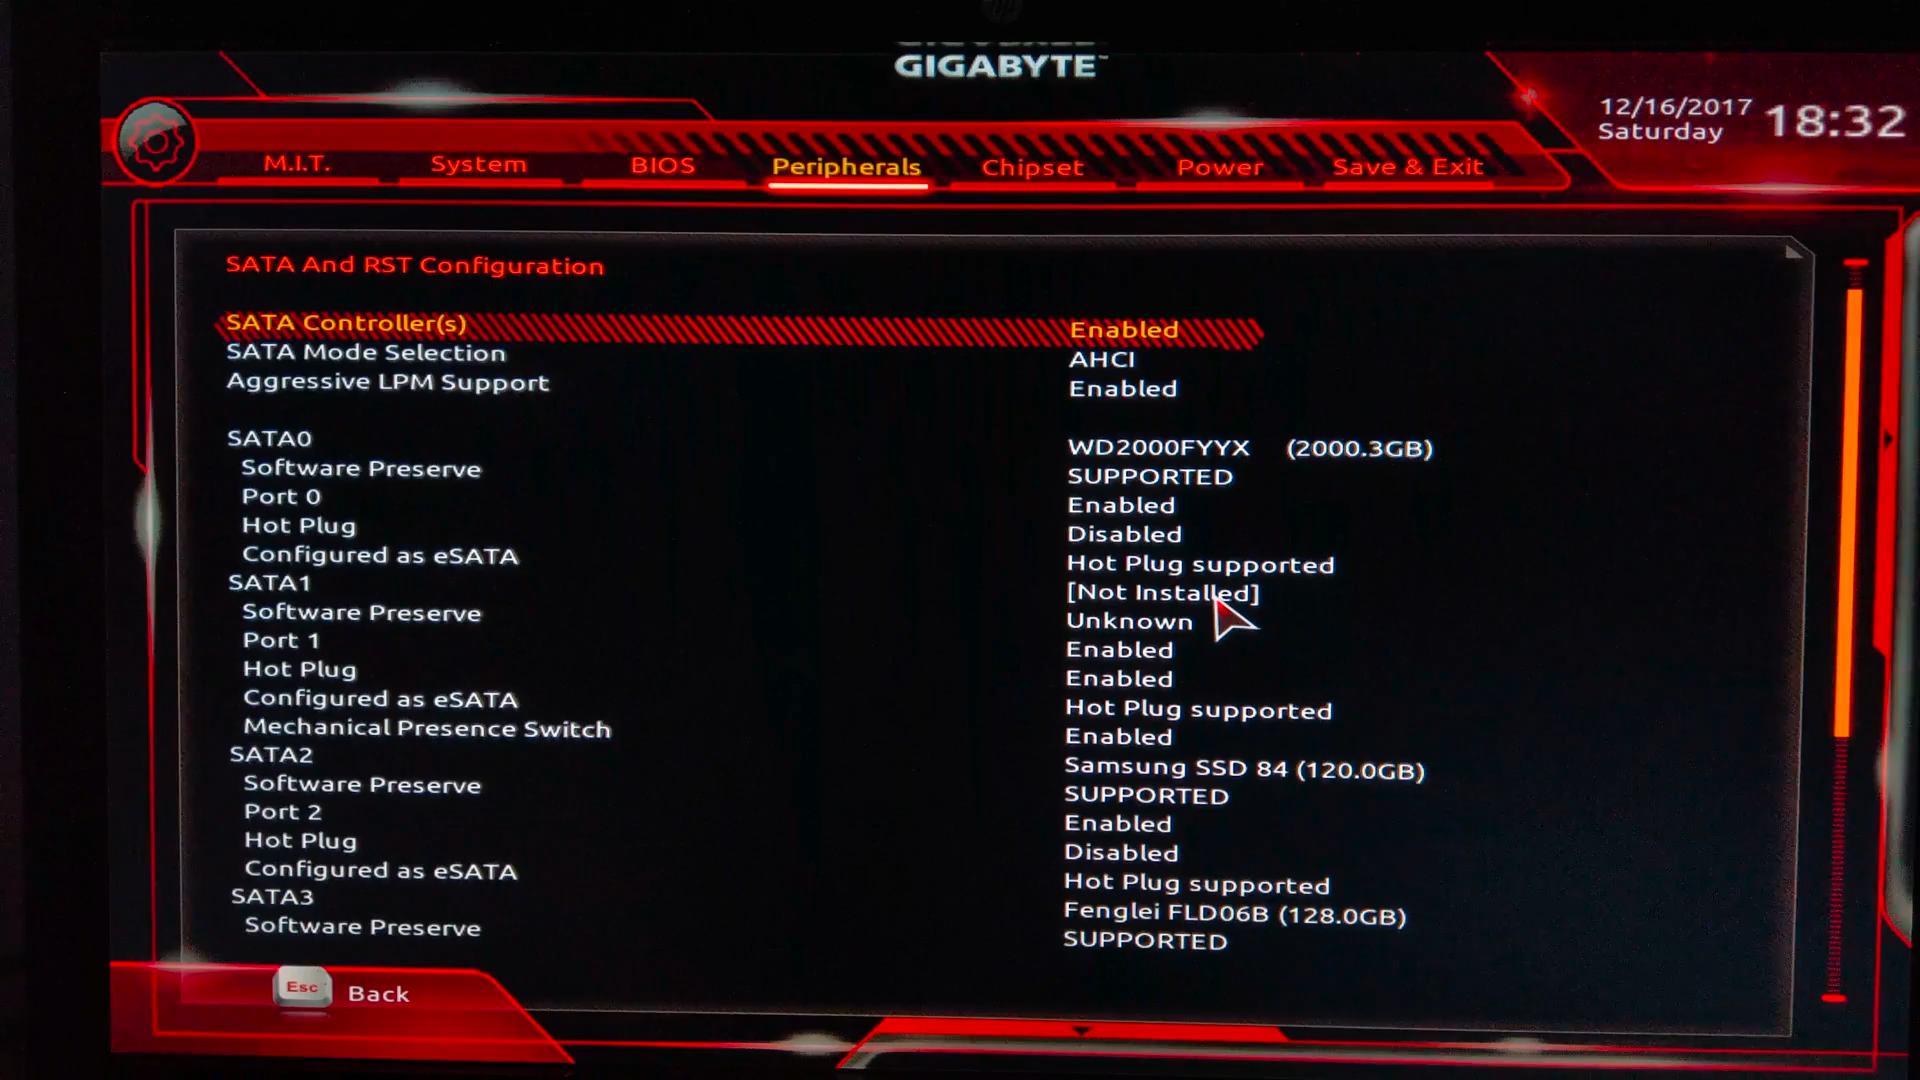 GIGABYTE™
12/16/2017 18:32
Saturday
M.I.T. System BIOS Peripherals Chipset Power Save & Exit
SATA And RST Configuration
SATA Controller(s) Enabled
SATA Mode Selection AHCI
Aggressive LPM Support Enabled
SATA0 WD2000FYYX (2000.3GB)
Software Preserve SUPPORTED
Port 0 Enabled
Hot Plug Disabled
Configured as eSATA Hot Plug supported
SATA1 [Not Installed]
Software Preserve Unknown
Port 1 Enabled
Hot Plug Enabled
Configured as eSATA Hot Plug supported
Mechanical Presence Switch Enabled
SATA2 Samsung SSD 84 (120.0GB)
Software Preserve SUPPORTED
Port 2 Enabled
Hot Plug Disabled
Configured as eSATA Hot Plug supported
SATA3 Fenglei FLD06B (128.0GB)
Software Preserve SUPPORTED
Esc Back